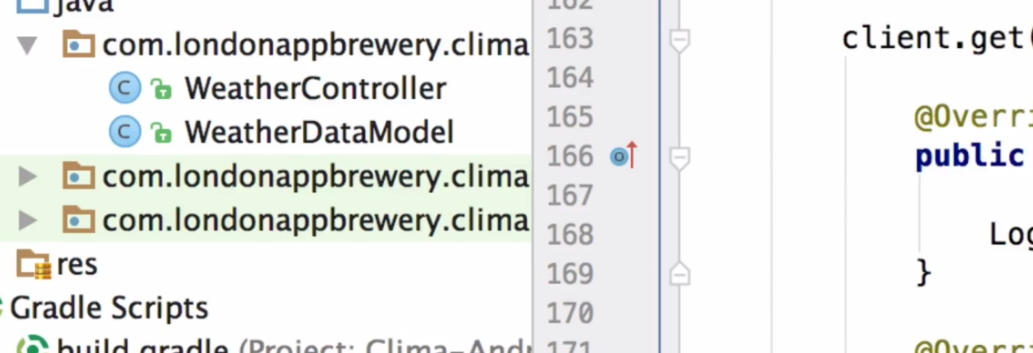 java
com.londonappbrewery.clima
WeatherController
WeatherDataModel
com.londonappbrewery.clima
com.londonappbrewery.clima
res
Gradle Scripts
build.gradle (Project: Clima-Andr
162
163 client.get(
164
165 @Overri
166 public
167
168 Log
169 }
170
171 @Overri